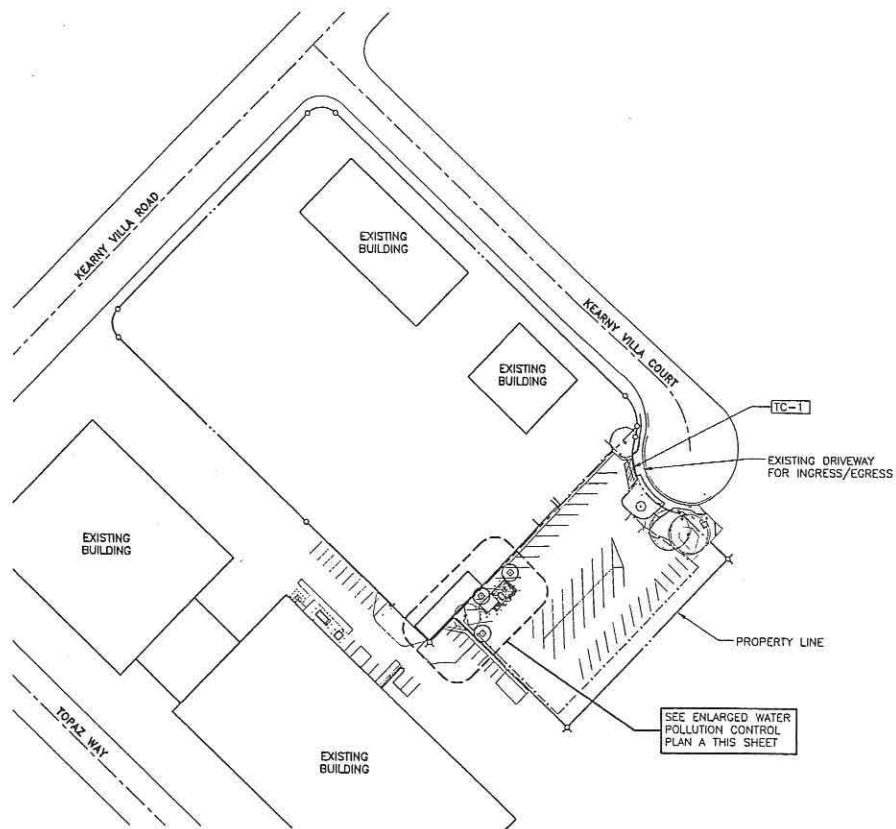 KEARNY VILLA ROAD
EXISTING
BUILDING
KEARNY VILLA COURT
EXISTING
BUILDING
TC-1
EXISTING DRIVEWAY
FOR INGRESS/EGRESS
EXISTING
BUILDING
PROPERTY LINE
SEE ENLARGED WATER
POLLUTION CONTROL
PLAN A THIS SHEET
TOPAZ WAY
EXISTING
BUILDING